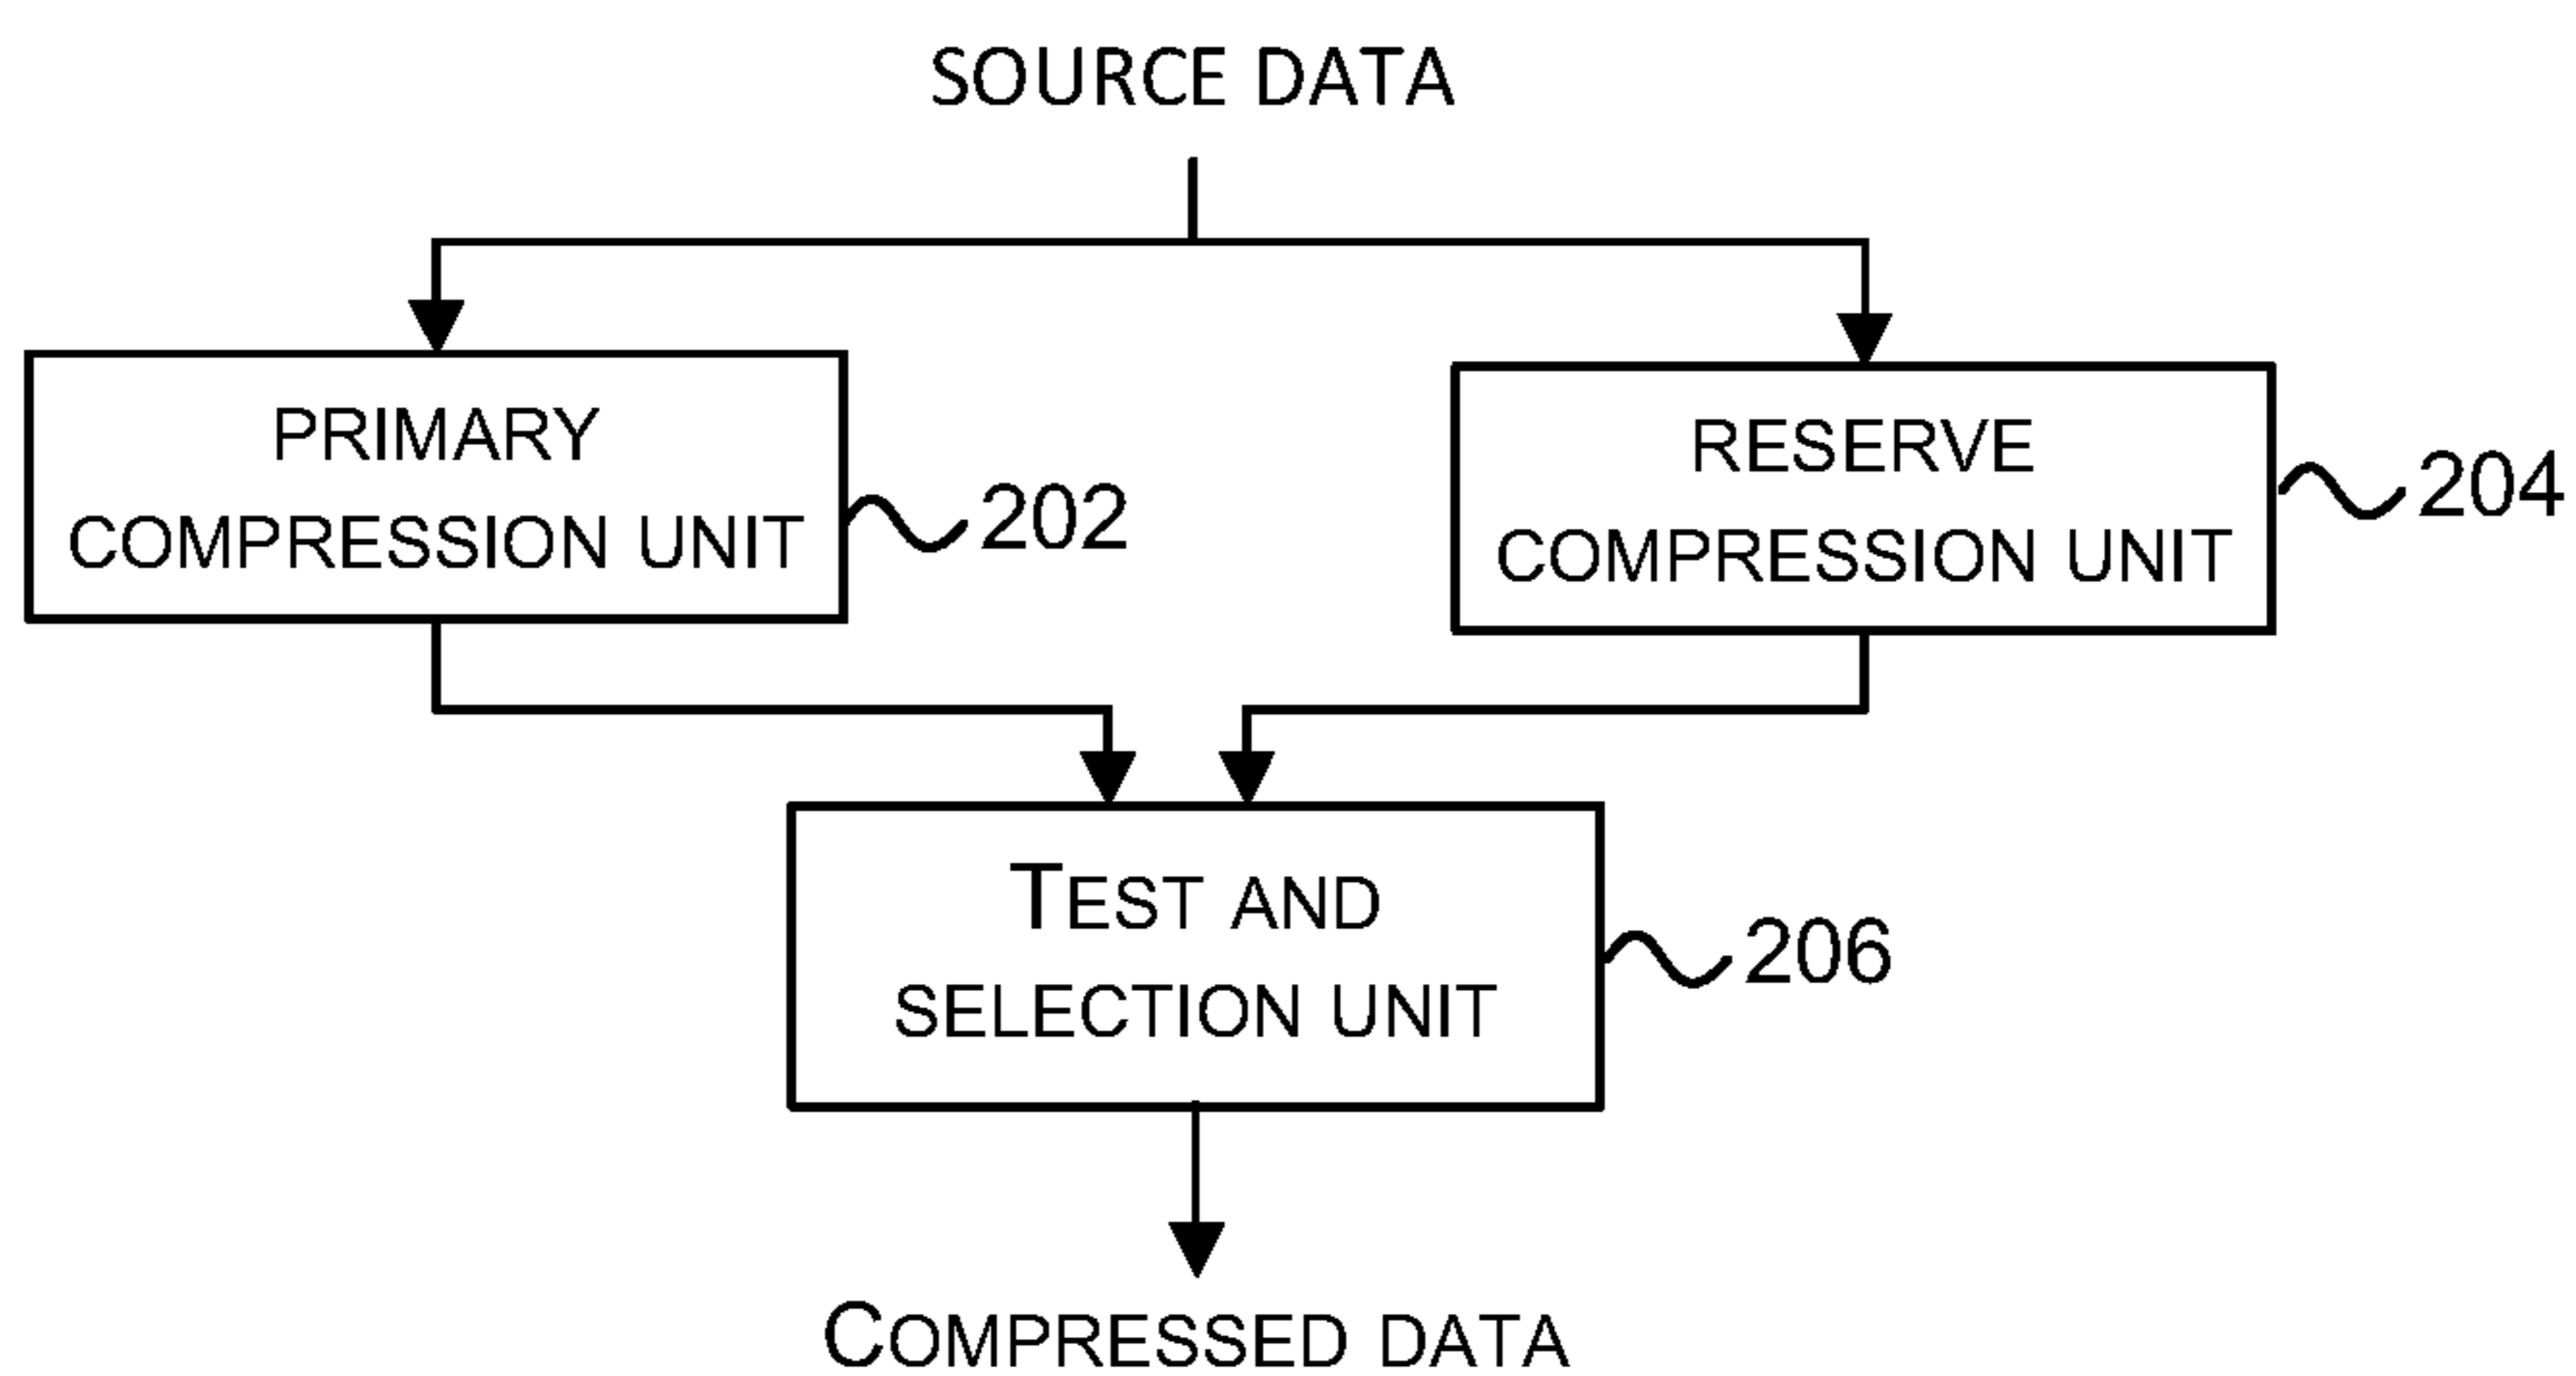 SOURCE DATA
PRIMARY
COMPRESSION UNIT
202
RESERVE
COMPRESSION UNIT
204
TEST AND
SELECTION UNIT
206
COMPRESSED DATA